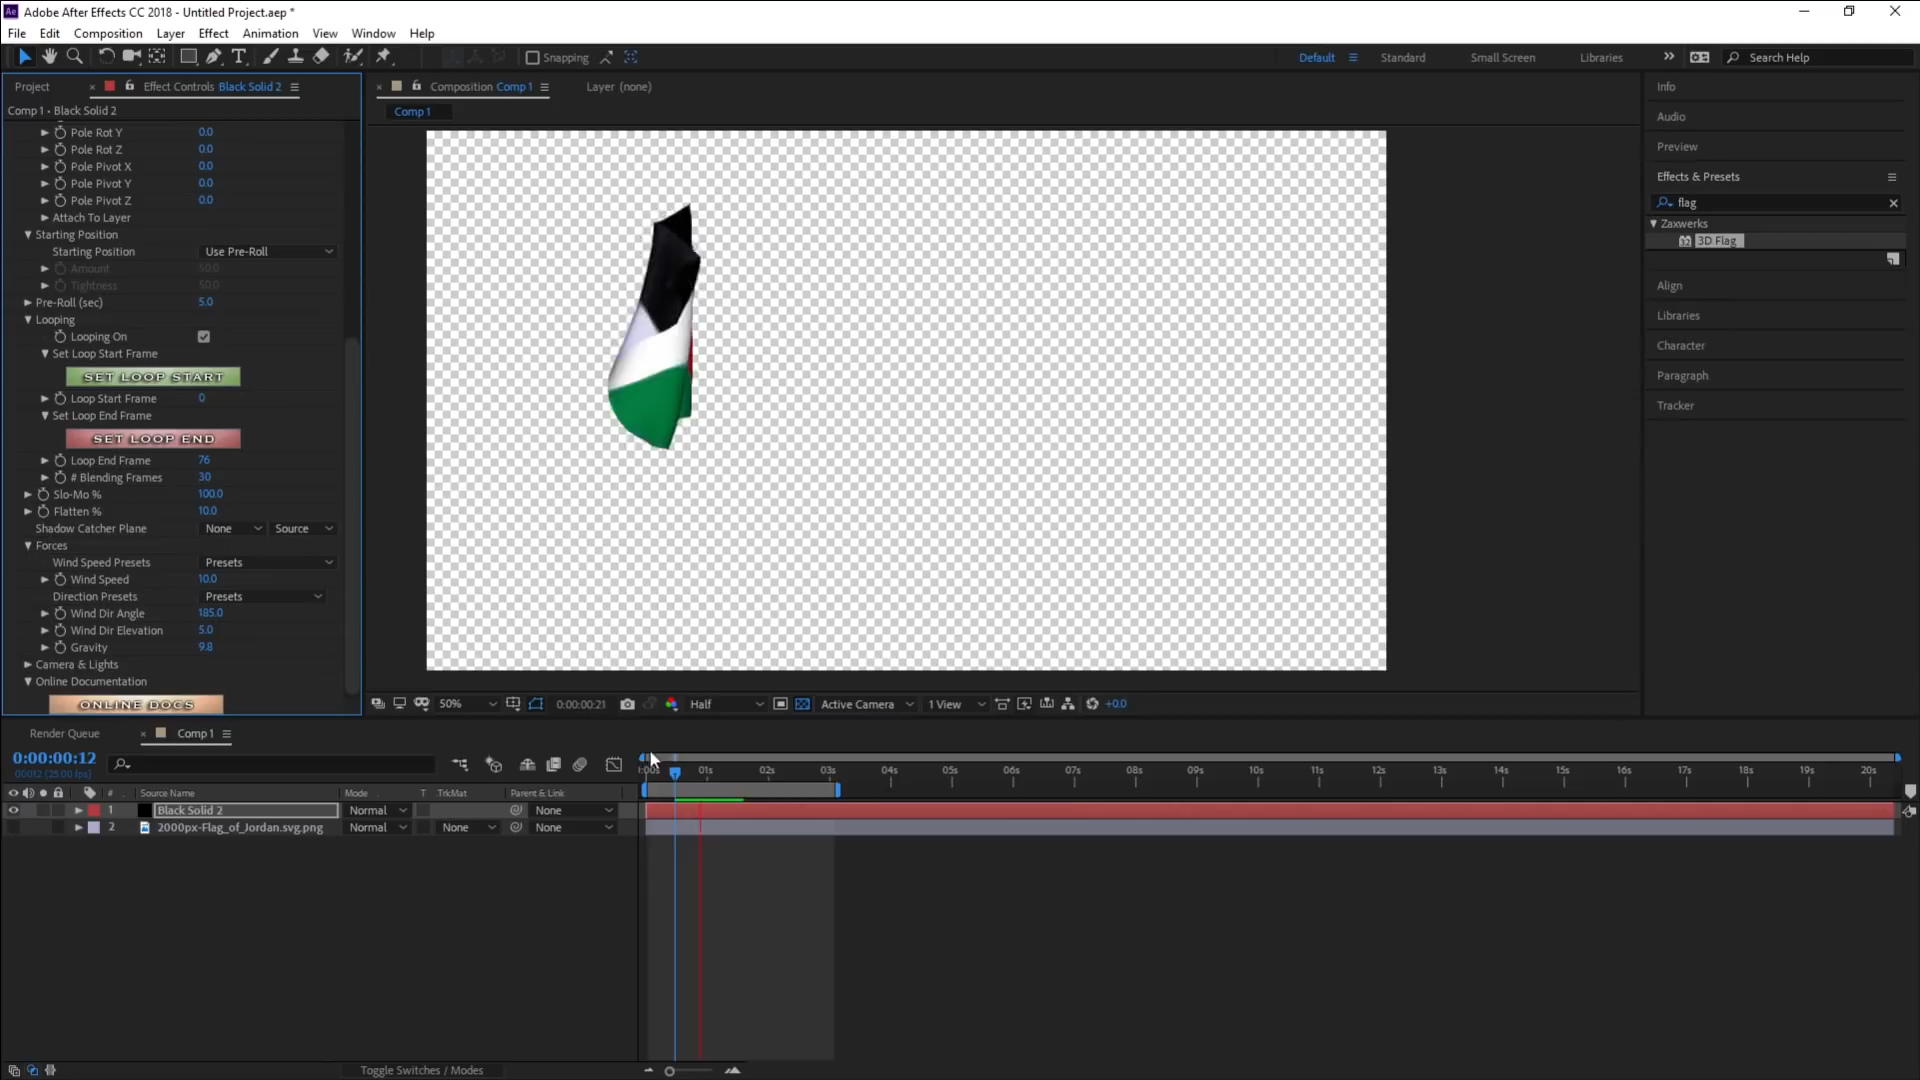 Adobe After Effects CC 2018 - Untitled Project.aep *
File Edit Composition Layer Effect Animation View Window Help
Snapping Default Standard Small Screen Libraries Search Help
Project Effect Controls Black Solid 2
Composition Comp 1 Layer (none)
Comp 1 • Black Solid 2
Comp 1
Pole Rot Y 0.0
Pole Rot Z 0.0
Pole Pivot X 0.0
Pole Pivot Y 0.0
Pole Pivot Z 0.0
Attach To Layer
Starting Position
Starting Position Use Pre-Roll
Amount 50.0
Tightness 50.0
Pre-Roll (sec) 5.0
Looping
Looping On
Set Loop Start Frame
SET LOOP START
Loop Start Frame 0
Set Loop End Frame
SET LOOP END
Loop End Frame 76
# Blending Frames 30
Slo-Mo % 100.0
Flatten % 10.0
Shadow Catcher Plane None Source
Forces
Wind Speed Presets Presets
Wind Speed 10.0
Direction Presets Presets
Wind Dir Angle 185.0
Wind Dir Elevation 5.0
Gravity 9.8
Camera & Lights
Online Documentation
ONLINE DOCS
50% 0:00:00:21 Half Active Camera 1 View +0.0
Info
Audio
Preview
Effects & Presets
flag
Zaxwerks
3D Flag
Align
Libraries
Character
Paragraph
Tracker
Render Queue Comp 1
0:00:00:12
00012 (25.00 fps)
01s 02s 03s 04s 05s 06s 07s 08s 09s 10s 11s 12s 13s 14s 15s 16s 17s 18s 19s 20s
# Source Name Mode T TrkMat Parent & Link
1 Black Solid 2 Normal None
2 2000px-Flag_of_Jordan.svg.png Normal None None
Toggle Switches / Modes